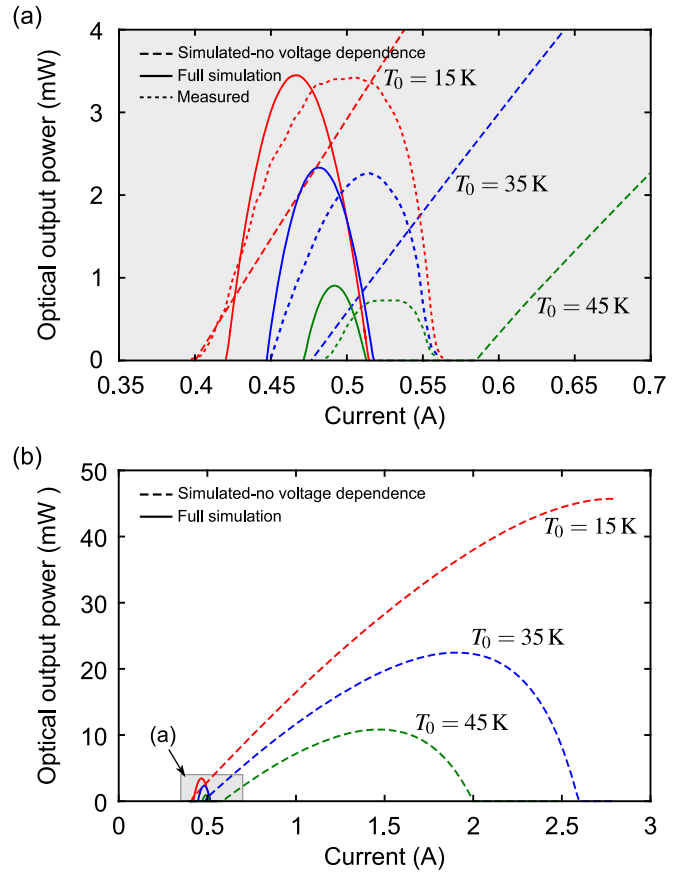 (a)
Optical output power (mW)
4
3
2
1
0
Simulated-no voltage dependence
Full simulation
Measured
T₀ = 15 K
T₀ = 35 K
T₀ = 45 K
0.35 0.4 0.45 0.5 0.55 0.6 0.65 0.7
Current (A)
(b)
Optical output power (mW )
50
40
30
20
10
0
Simulated-no voltage dependence
Full simulation
T₀ = 15 K
T₀ = 35 K
T₀ = 45 K
(a)
0 0.5 1 1.5 2 2.5 3
Current (A)